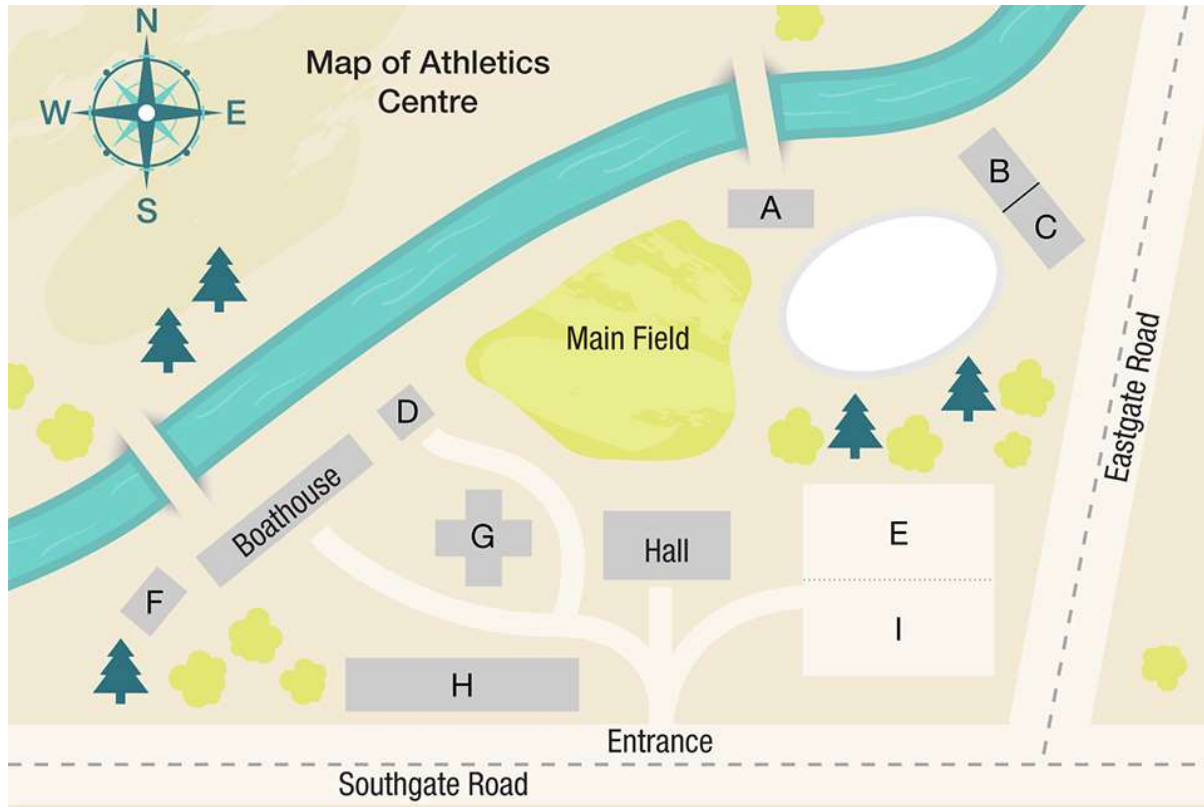 N
Map of Athletics
Centre
W
E
S
A
B
C
Main Field
D
Eastgate Road
Boathouse
G
Hall
E
F
I
H
Entrance
Southgate Road